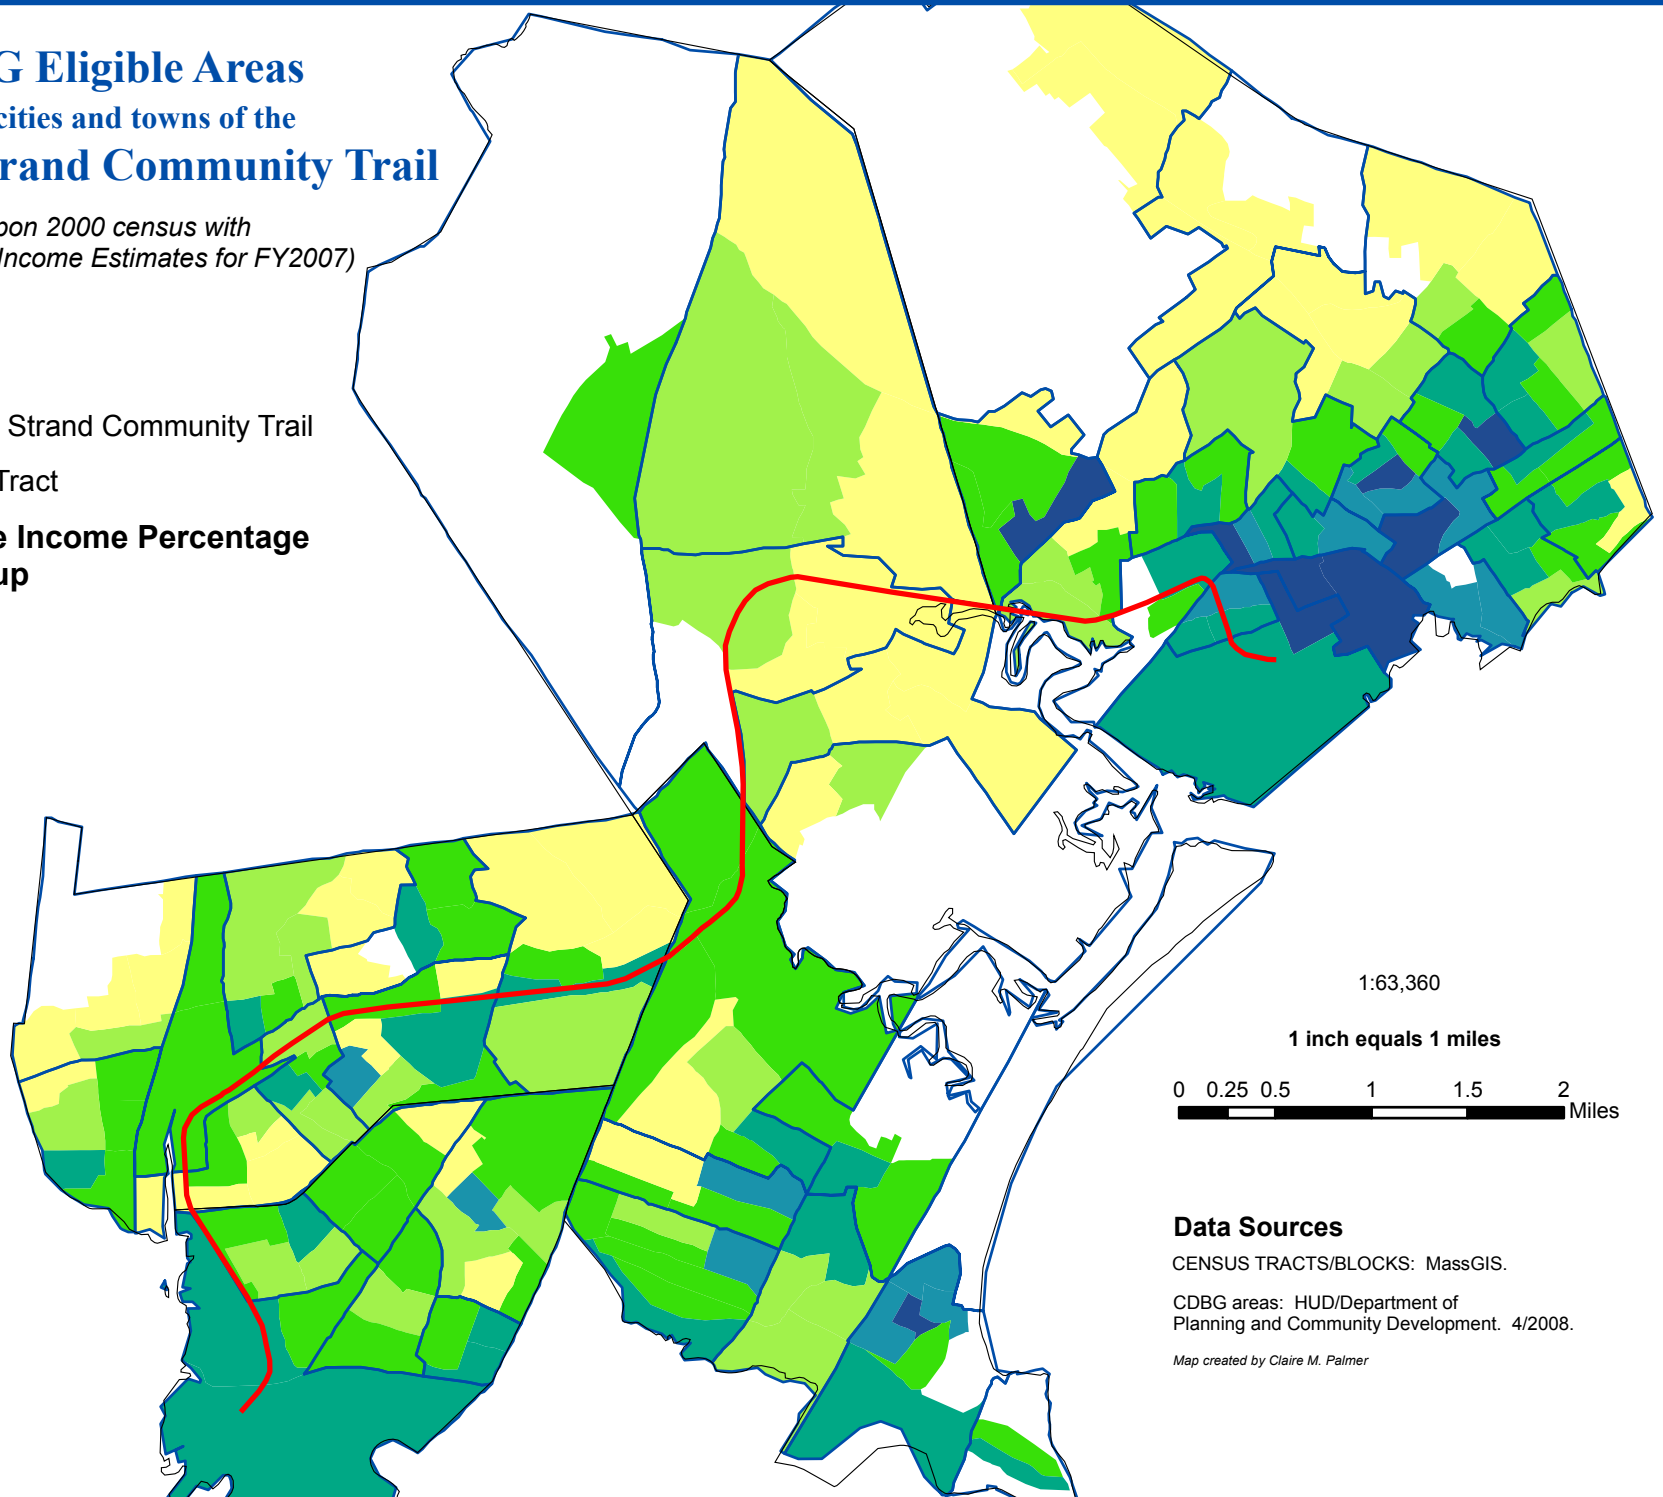 G Eligible Areas
cities and towns of the
rand Community Trail
pon 2000 census with
Income Estimates for FY2007)
Strand Community Trail
Tract
e Income Percentage
up
1:63,360
1 inch equals 1 miles
0 0.25 0.5 1 1.5 2
Miles
Data Sources
CENSUS TRACTS/BLOCKS: MassGIS.
CDBG areas: HUD/Department of
Planning and Community Development. 4/2008.
Map created by Claire M. Palmer